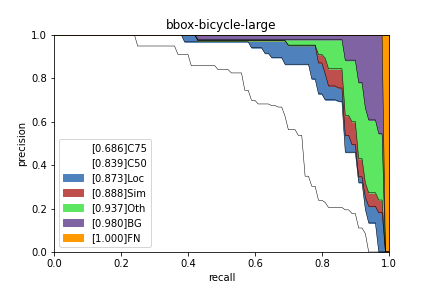 bbox-bicycle-large
1.0
0.8
0.6
0.4
0.2
0.0
precision
[0.686]C75
[0.839]C50
[0.873]Loc
[0.888]Sim
[0.937]Oth
[0.980]BG
[1.000]FN
0.0 0.2 0.4 0.6 0.8 1.0
recall